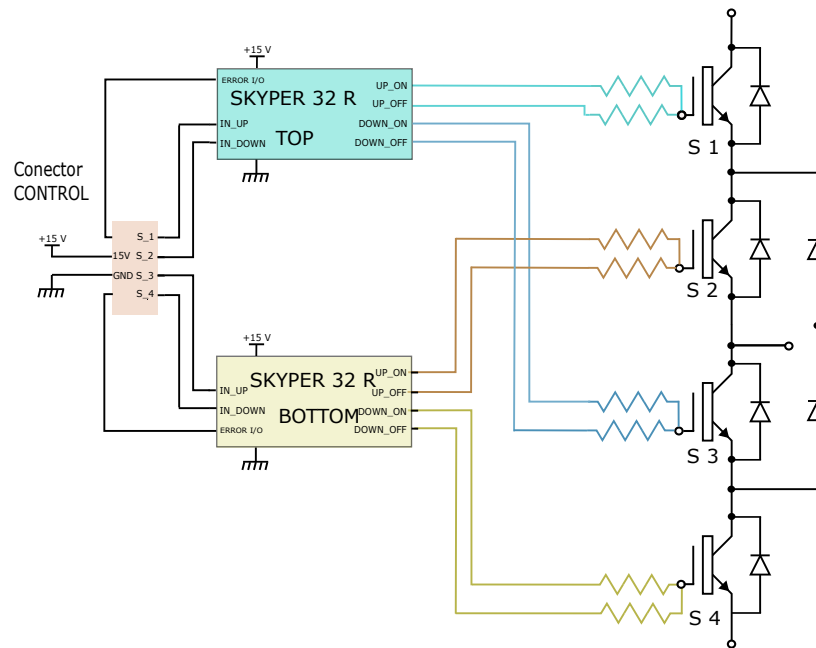 +15 V
ERROR I/O
SKYPER 32 R
UP_ON
UP_OFF
IN_UP
DOWN_ON
IN_DOWN
TOP
DOWN_OFF
S 1
Conector
CONTROL
+15 V
S_1
15V S_2
GND S_3
S_4
S 2
+15 V
SKYPER 32 R
UP_ON
IN_UP
UP_OFF
IN_DOWN
BOTTOM
DOWN_ON
ERROR I/O
DOWN_OFF
S 3
S 4